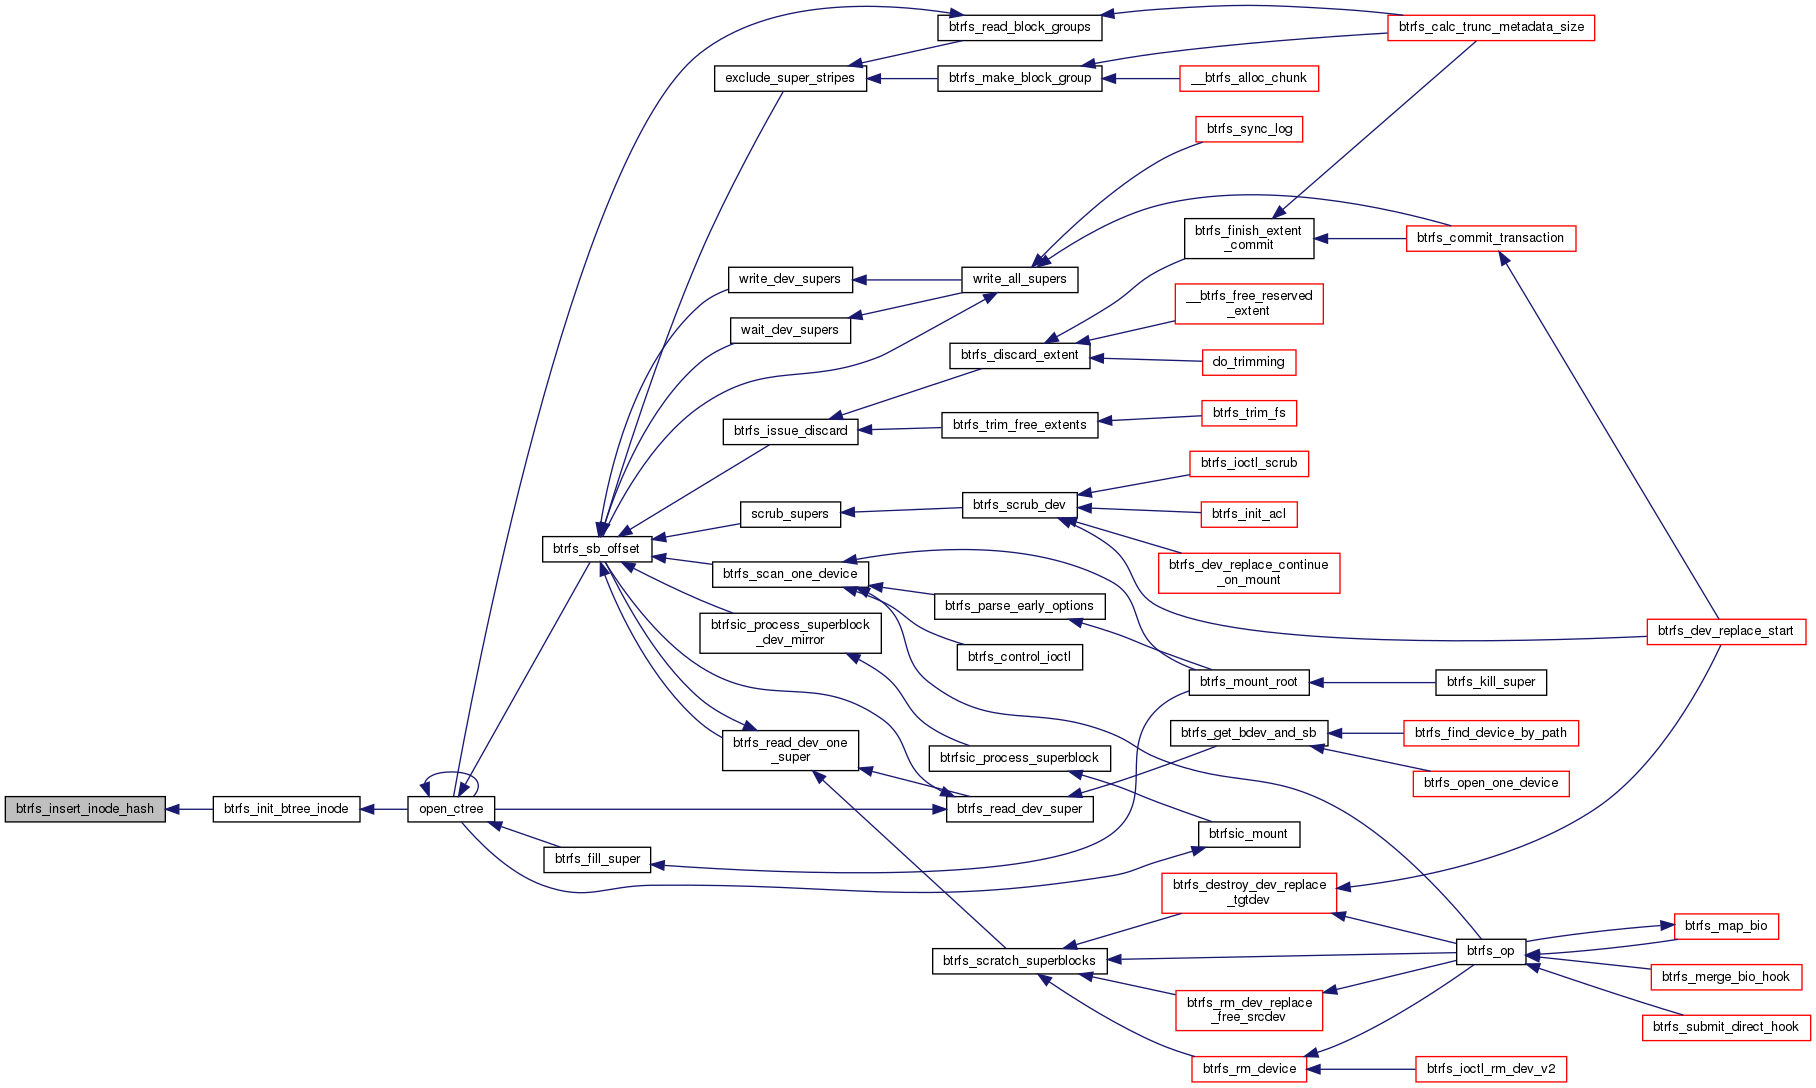 btrfs_read_block_groups
btrfs_calc_trunc_metadata_size
exclude_super_stripes
btrfs_make_block_group
__btrfs_alloc_chunk
btrfs_sync_log
btrfs_finish_extent
_commit
btrfs_commit_transaction
write_dev_supers
write_all_supers
__btrfs_free_reserved
_extent
wait_dev_supers
btrfs_discard_extent
do_trimming
btrfs_issue_discard
btrfs_trim_free_extents
btrfs_trim_fs
btrfs_ioctl_scrub
scrub_supers
btrfs_scrub_dev
btrfs_init_acl
btrfs_sb_offset
btrfs_scan_one_device
btrfs_dev_replace_continue
_on_mount
btrfs_parse_early_options
btrfsic_process_superblock
_dev_mirror
btrfs_dev_replace_start
btrfs_control_ioctl
btrfs_mount_root
btrfs_kill_super
btrfs_get_bdev_and_sb
btrfs_find_device_by_path
btrfs_read_dev_one
_super
btrfsic_process_superblock
btrfs_open_one_device
btrfs_insert_inode_hash
btrfs_init_btree_inode
open_ctree
btrfs_read_dev_super
btrfsic_mount
btrfs_fill_super
btrfs_destroy_dev_replace
_tgtdev
btrfs_map_bio
btrfs_scratch_superblocks
btrfs_op
btrfs_merge_bio_hook
btrfs_rm_dev_replace
_free_srcdev
btrfs_submit_direct_hook
btrfs_rm_device
btrfs_ioctl_rm_dev_v2